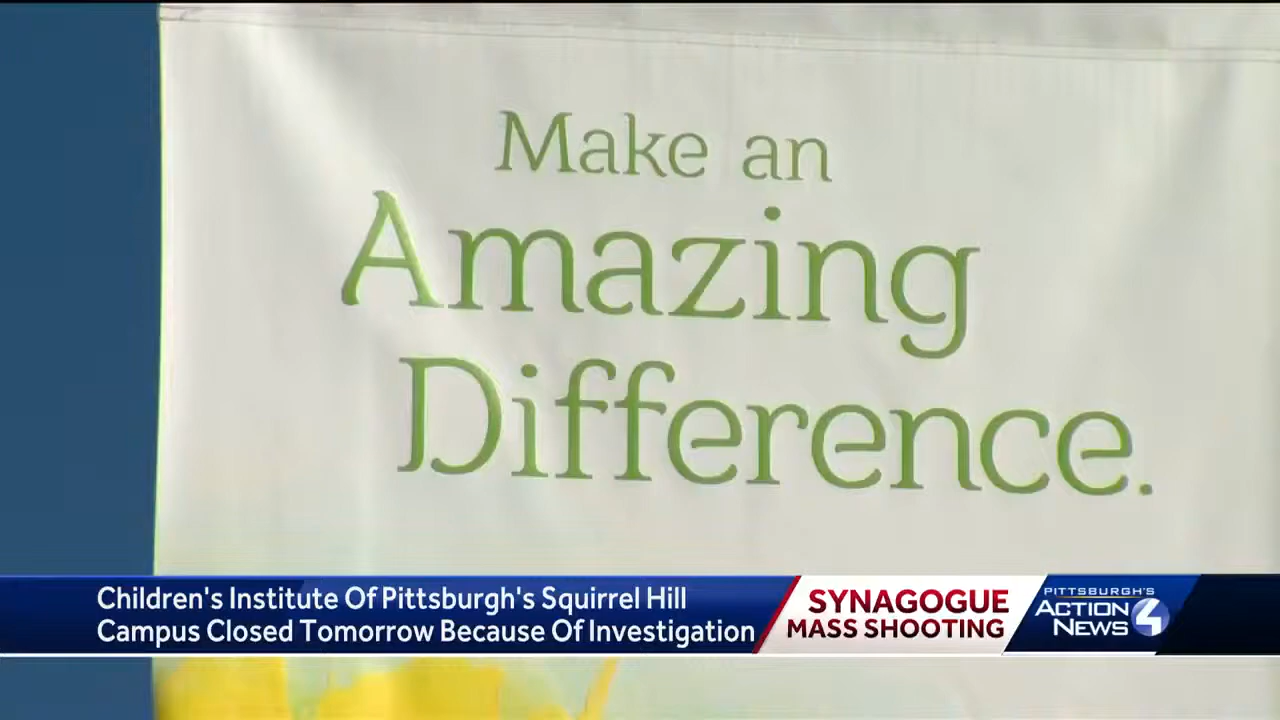 Make an
Amazing
Difference.
Children's Institute Of Pittsburgh's Squirrel Hill
Campus Closed Tomorrow Because Of Investigation
SYNAGOGUE
MASS SHOOTING
PITTSBURGH'S
ACTION
NEWS 4